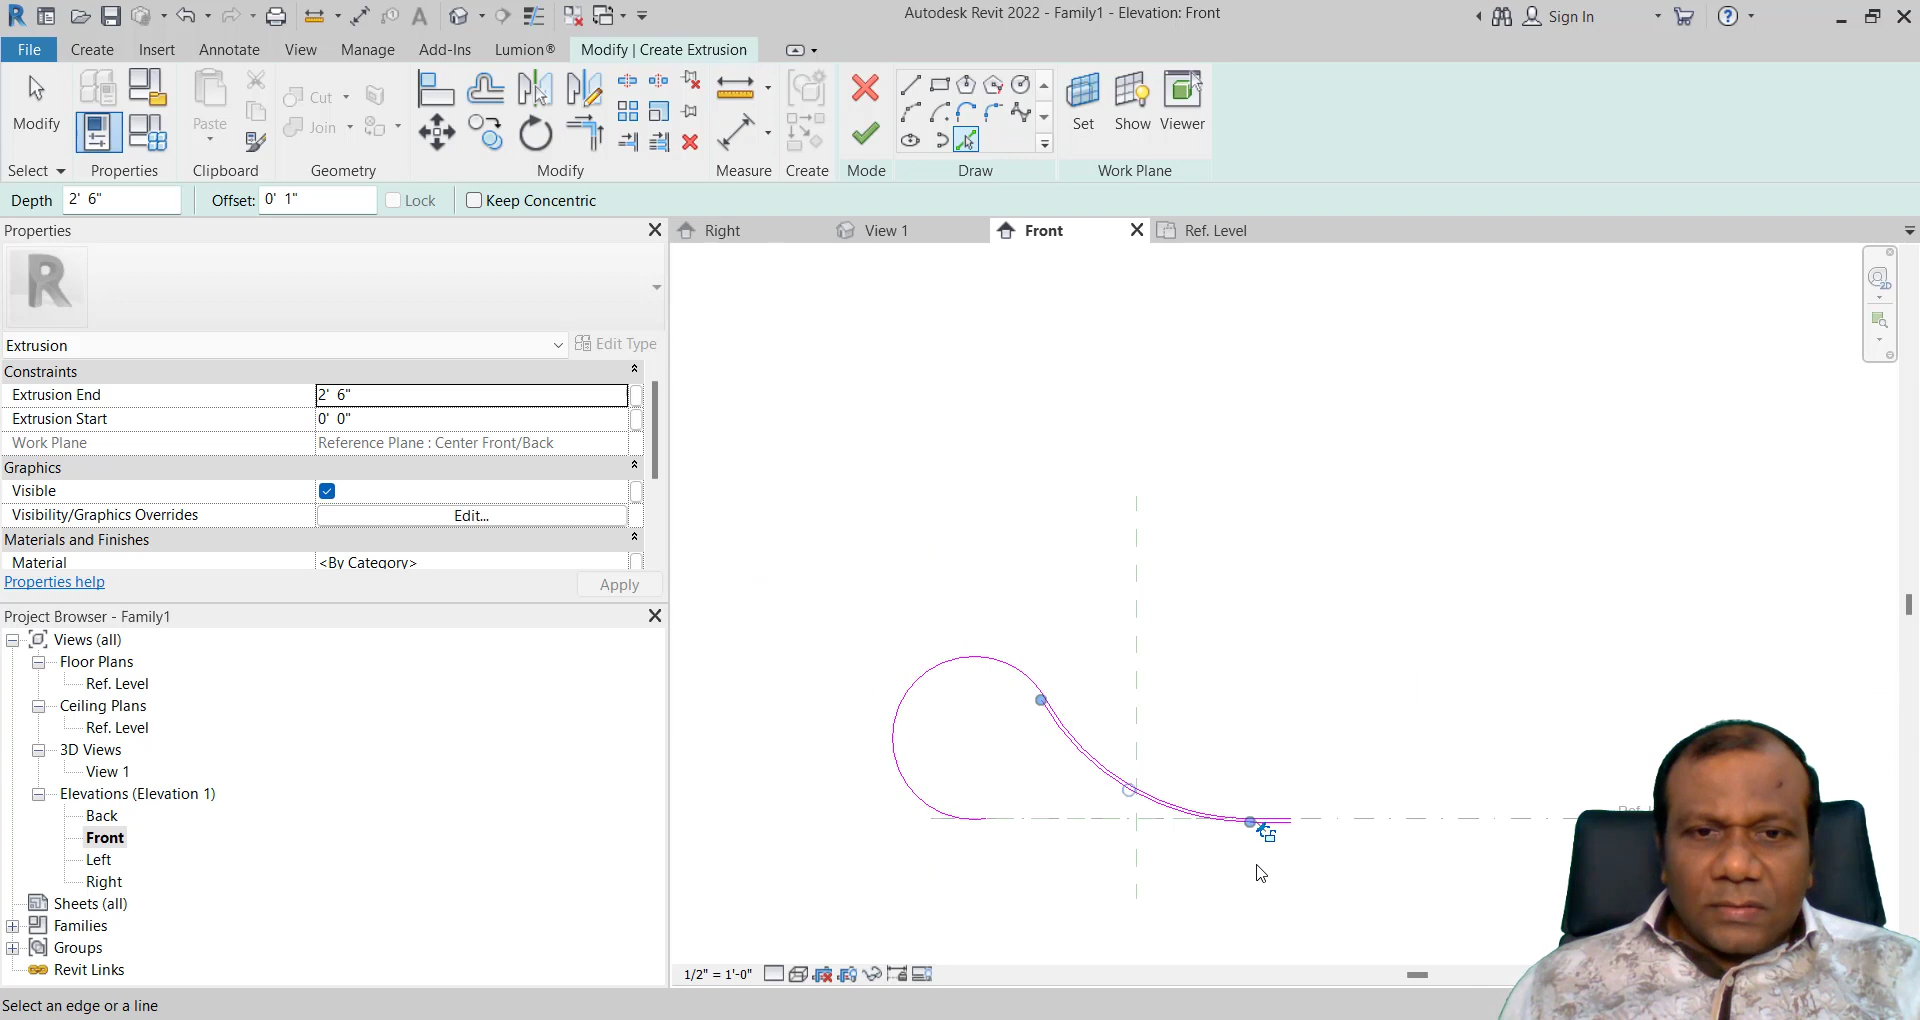 Autodesk Revit 2022 - Family1 - Elevation: Front
Sign In
File
Create
Insert
Annotate
View
Manage
Add-Ins
Lumion®
Modify | Create Extrusion
Modify
Paste
Cut
Join
Set
Show
Viewer
Select
Properties
Clipboard
Geometry
Modify
Measure
Create
Mode
Draw
Work Plane
Depth 2' 6"
Offset: 0' 1"
Lock
Keep Concentric
Properties
Right
View 1
Front
Ref. Level
Extrusion
Edit Type
Constraints
Extrusion End 2' 6"
Extrusion Start 0' 0"
Work Plane Reference Plane : Center Front/Back
Graphics
Visible
Visibility/Graphics Overrides Edit...
Materials and Finishes
Material <By Category>
Properties help
Apply
Project Browser - Family1
Views (all)
Floor Plans
Ref. Level
Ceiling Plans
Ref. Level
3D Views
View 1
Elevations (Elevation 1)
Back
Front
Left
Right
Sheets (all)
Families
Groups
Revit Links
1/2" = 1'-0"
Select an edge or a line